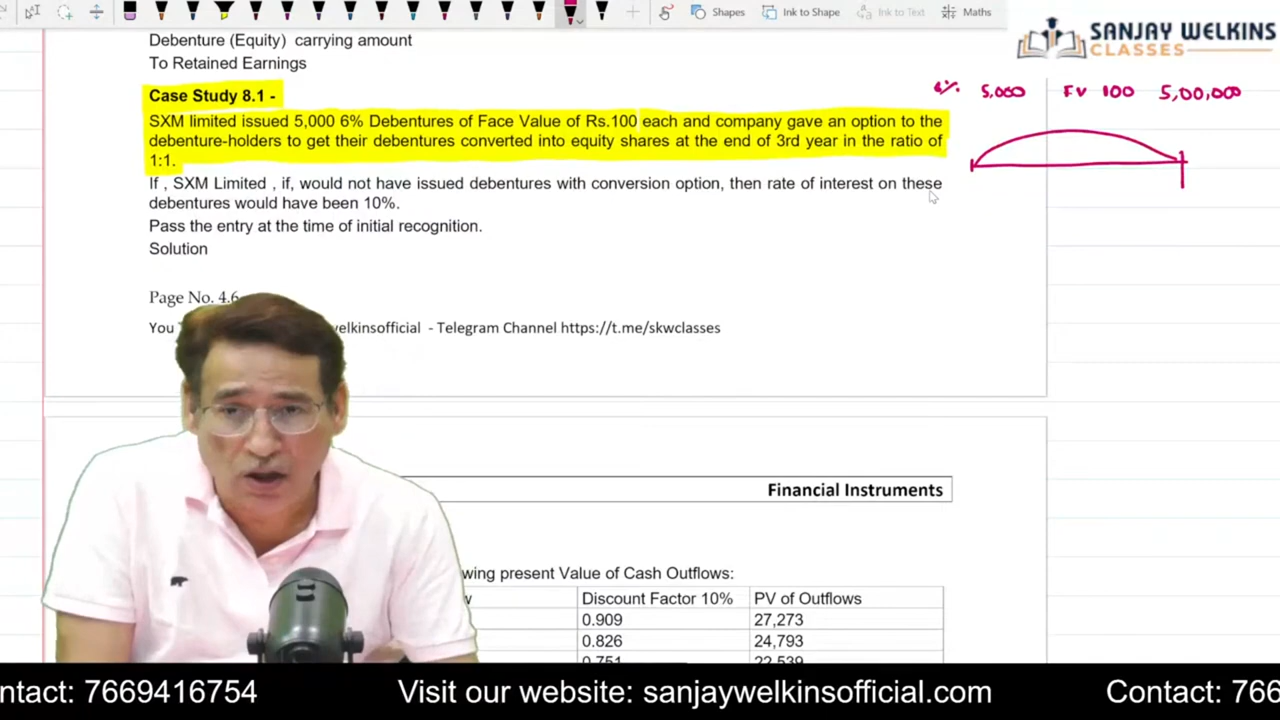 Shapes
Ink to Shape
Ink to Text
Maths
SANJAY WELKINS
CLASSES
Debenture (Equity) carrying amount
To Retained Earnings
Case Study 8.1 -
6% 5,000 FV 100 5,00,000
SXM limited issued 5,000 6% Debentures of Face Value of Rs.100 each and company gave an option to the
debenture-holders to get their debentures converted into equity shares at the end of 3rd year in the ratio of
1:1.
If , SXM Limited , if, would not have issued debentures with conversion option, then rate of interest on these
debentures would have been 10%.
Pass the entry at the time of initial recognition.
Solution
Page No. 4.6
You welkinsofficial - Telegram Channel https://t.me/skwclasses
Financial Instruments
wing present Value of Cash Outflows:
w Discount Factor 10% PV of Outflows
0.909 27,273
0.826 24,793
0.751 22,539
ntact: 7669416754 Visit our website: sanjaywelkinsofficial.com Contact: 766